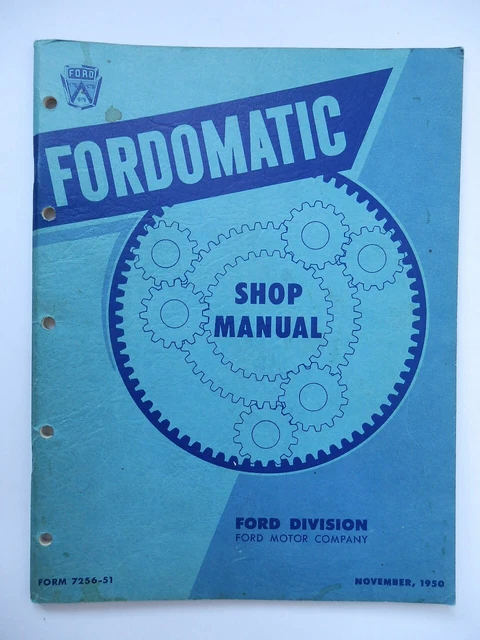 FORD
FORDOMATIC
SHOP
MANUAL
FORD DIVISION
FORD MOTOR COMPANY
FORM 7256-51
NOVEMBER, 1950